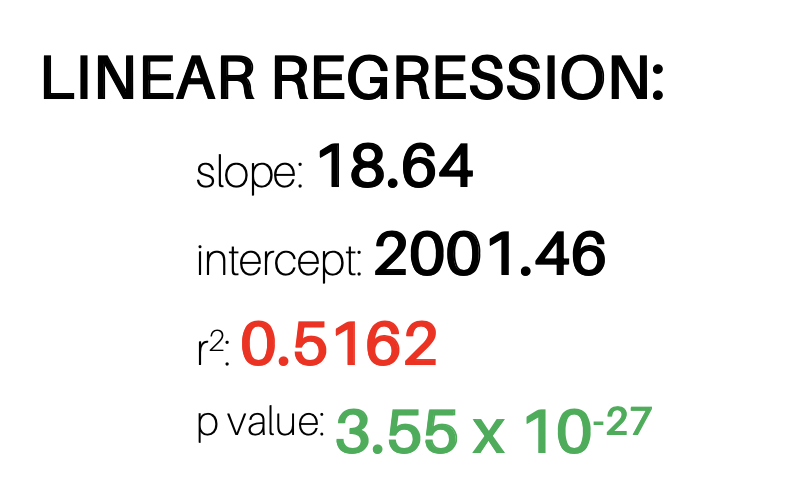 LINEAR REGRESSION:
slope: 18.64
intercept: 2001.46
r²: 0.5162
p value: 3.55 x 10⁻²⁷